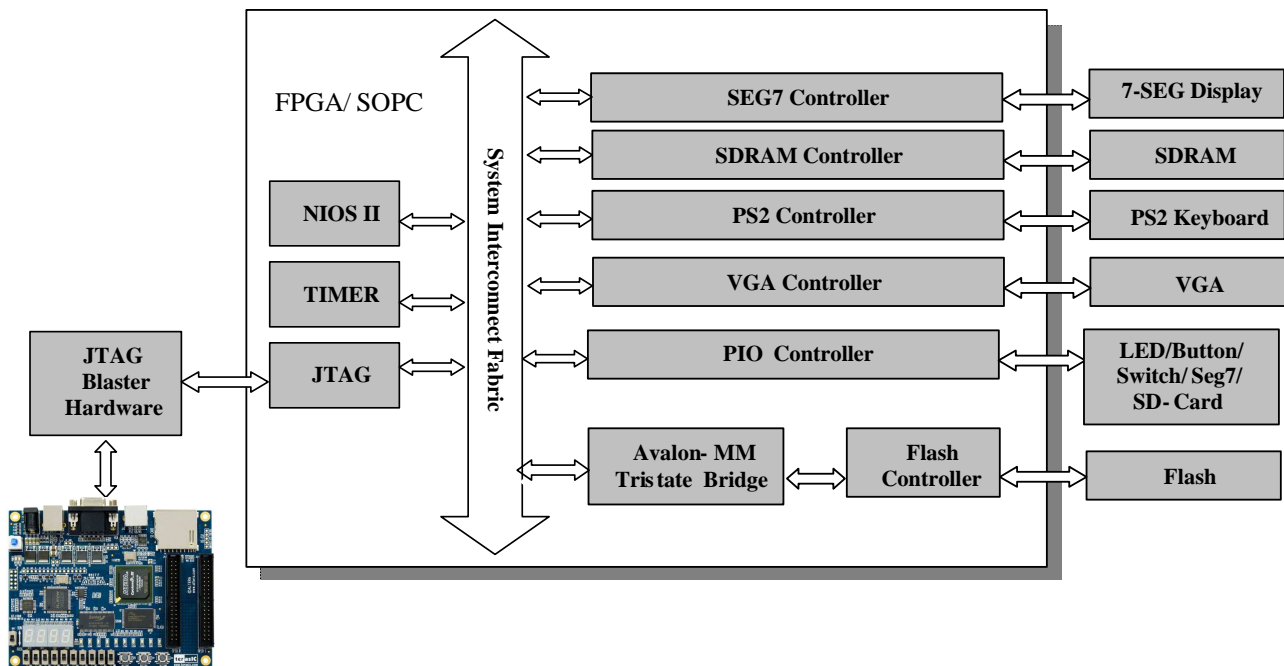 FPGA/ SOPC
System Interconnect Fabric
NIOS II
TIMER
JTAG
JTAG
Blaster
Hardware
SEG7 Controller
7-SEG Display
SDRAM Controller
SDRAM
PS2 Controller
PS2 Keyboard
VGA Controller
VGA
PIO Controller
LED/Button/
Switch/ Seg7/
SD- Card
Avalon- MM
Tristate Bridge
Flash
Controller
Flash
terasic